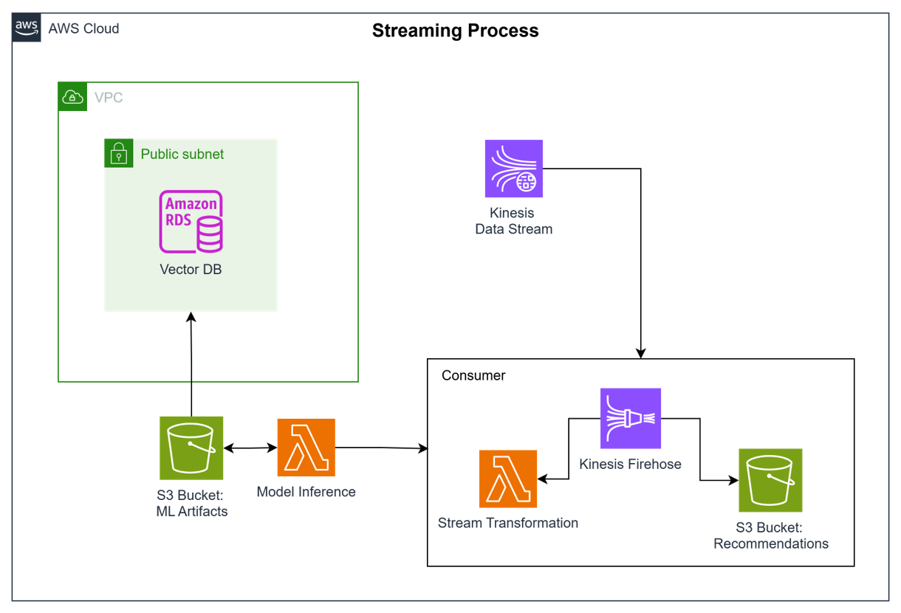 aws
AWS Cloud
Streaming Process
VPC
Public subnet
Amazon
RDS
Vector DB
Kinesis
Data Stream
Consumer
Kinesis Firehose
Stream Transformation
S3 Bucket:
Recommendations
S3 Bucket:
ML Artifacts
Model Inference